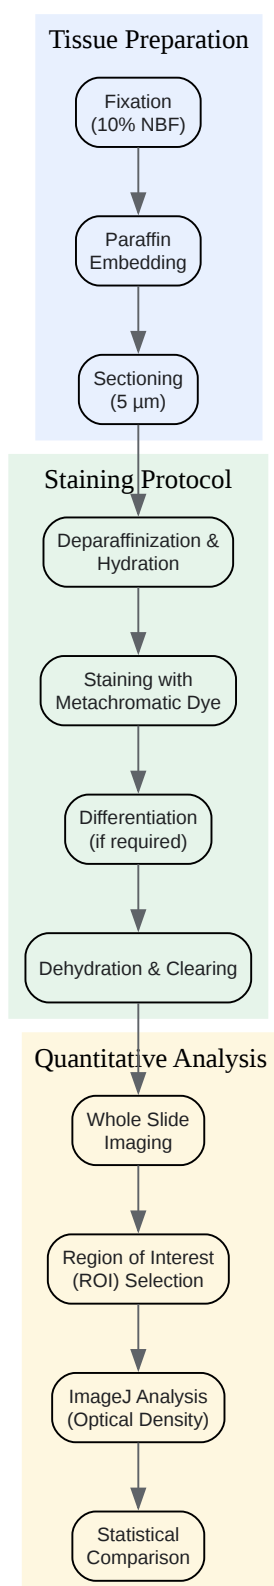 Tissue Preparation
Fixation
(10% NBF)
Paraffin
Embedding
Sectioning
(5 µm)
Staining Protocol
Deparaffinization &
Hydration
Staining with
Metachromatic Dye
Differentiation
(if required)
Dehydration & Clearing
Quantitative Analysis
Whole Slide
Imaging
Region of Interest
(ROI) Selection
ImageJ Analysis
(Optical Density)
Statistical
Comparison